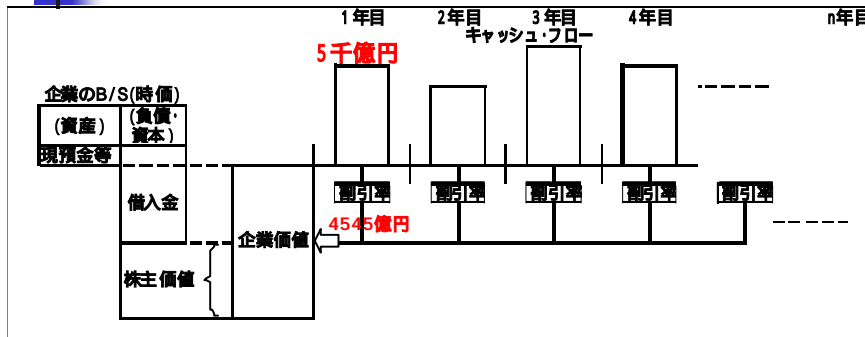 1年目 2年目 3年目 4年目 n年目
キャッシュ・フロー
5千億円
企業のB/S(時価)
(資産) (負債・資本)
現預金等
借入金
割引率 割引率 割引率 割引率 割引率
4545億円
企業価値
株主価値